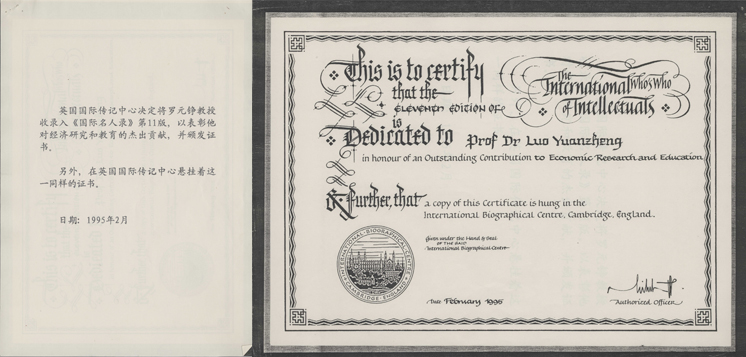 英国国际传记中心决定将罗元铮教授
收录入《国际名人录》第11版，以表彰他
对经济研究和教育的杰出贡献，并颁发证
书。
另外，在英国国际传记中心悬挂着这
一同样的证书。
日期：1995年2月
This is to certify
that the
ELEVENTH EDITION OF
The
International Who's Who
of Intellectuals
is
Dedicated to Prof Dr Luo Yuanzheng
in honour of an Outstanding Contribution to Economic Research and Education
& Further, that a copy of this Certificate is hung in the
International Biographical Centre, Cambridge, England.
Given under the Hand & Seal
of the said
International Biographical Centre
INTERNATIONAL BIOGRAPHICAL CENTRE
CAMBRIDGE ENGLAND
Date February 1995
Authorized Officer